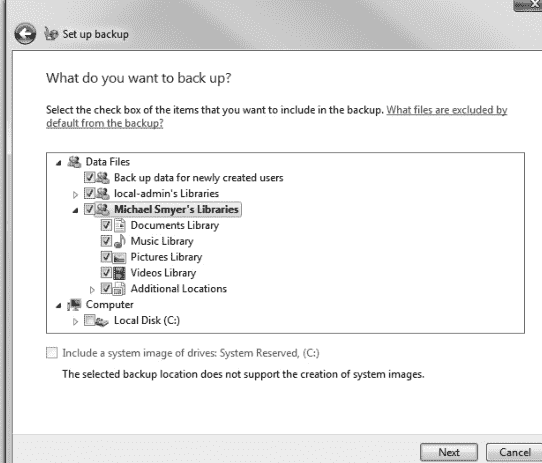 Set up backup
What do you want to back up?
Select the check box of the items that you want to include in the backup. What files are excluded by
default from the backup?
Data Files
Back up data for newly created users
local-admin's Libraries
Michael Smyer's Libraries
Documents Library
Music Library
Pictures Library
Videos Library
Additional Locations
Computer
Local Disk (C:)
Include a system image of drives: System Reserved, (C:)
The selected backup location does not support the creation of system images.
Next Cancel